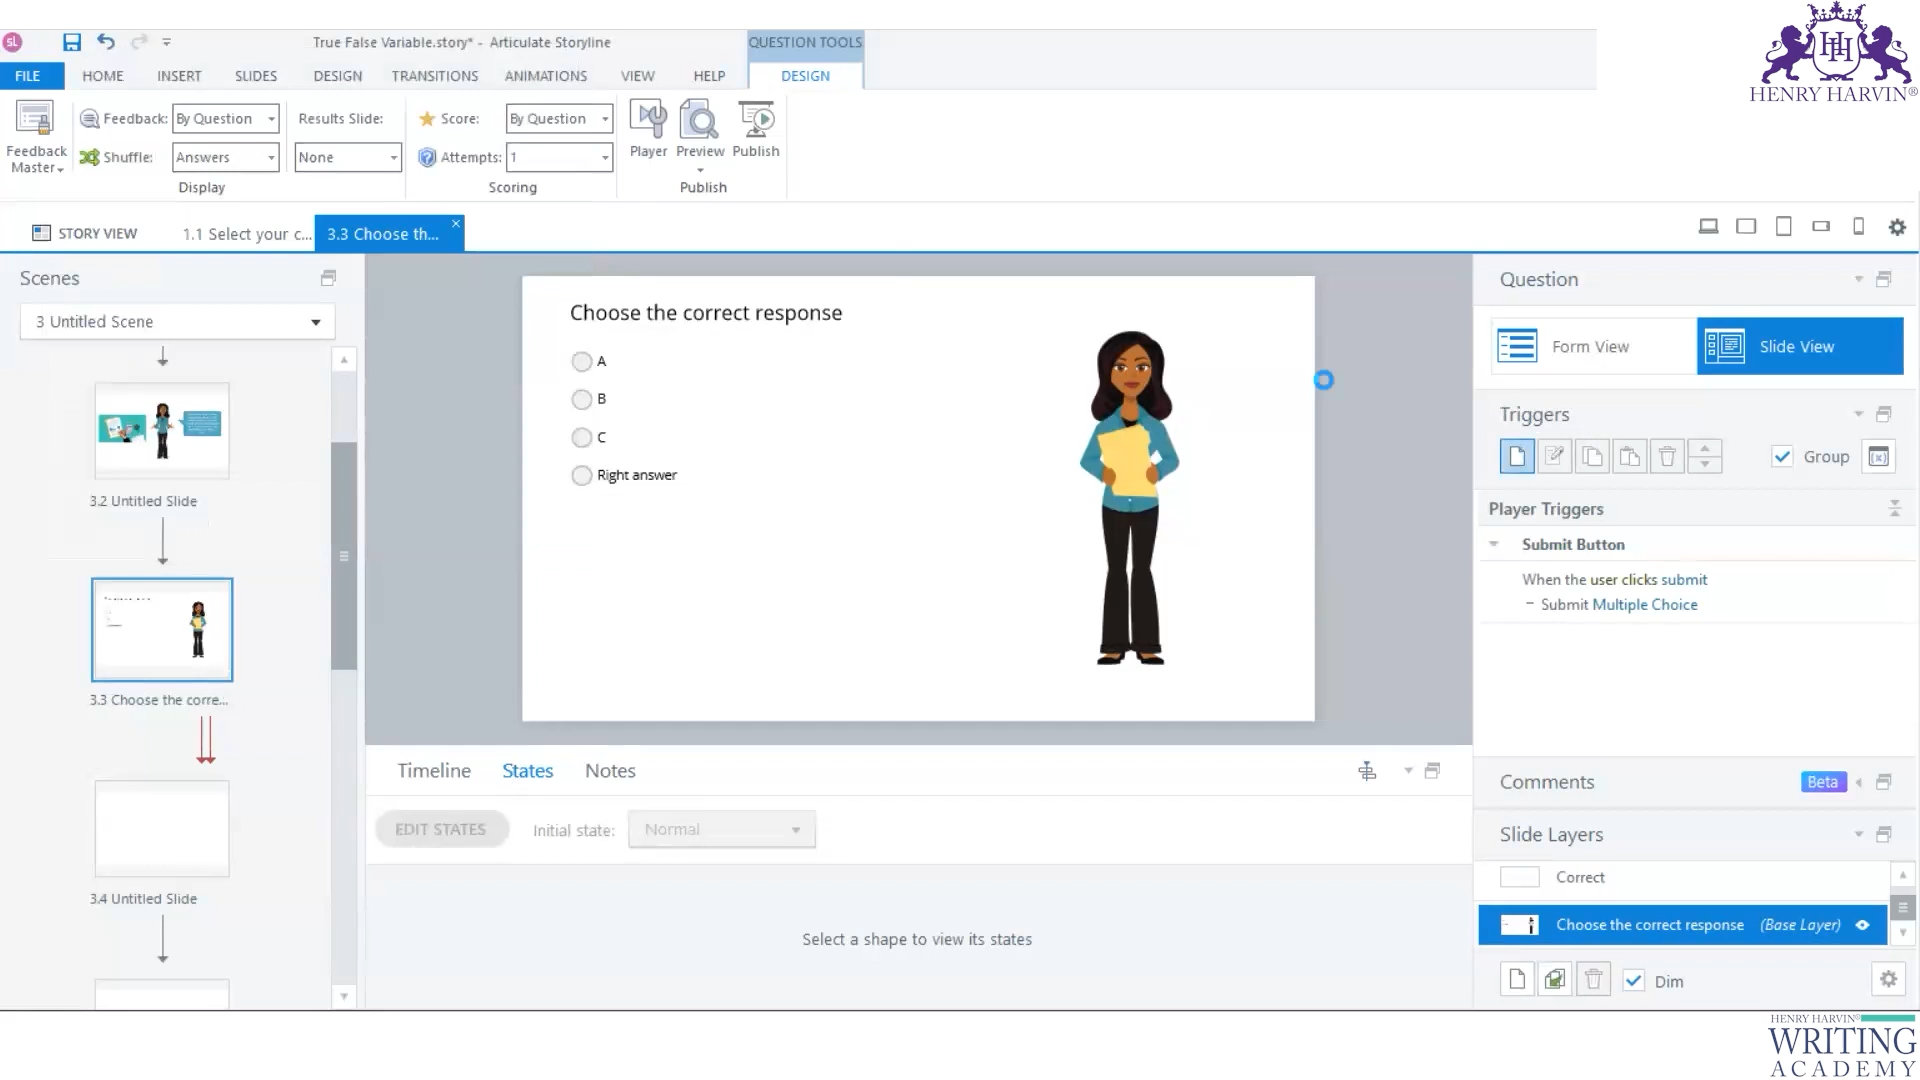 True False Variable.story* - Articulate Storyline
QUESTION TOOLS
HENRY HARVIN®
FILE HOME INSERT SLIDES DESIGN TRANSITIONS ANIMATIONS VIEW HELP DESIGN
Feedback Master
Feedback: By Question
Shuffle: Answers
Display
Results Slide:
None
Score: By Question
Attempts: 1
Scoring
Player Preview Publish
Publish
STORY VIEW
1.1 Select your c...
3.3 Choose th...
Scenes
3 Untitled Scene
3.2 Untitled Slide
3.3 Choose the corre...
3.4 Untitled Slide
Choose the correct response
A
B
C
Right answer
Timeline States Notes
EDIT STATES
Initial state: Normal
Select a shape to view its states
Question
Form View
Slide View
Triggers
Group
Player Triggers
Submit Button
When the user clicks submit
– Submit Multiple Choice
Comments
Beta
Slide Layers
Correct
Choose the correct response (Base Layer)
Dim
HENRY HARVIN®
WRITING
ACADEMY